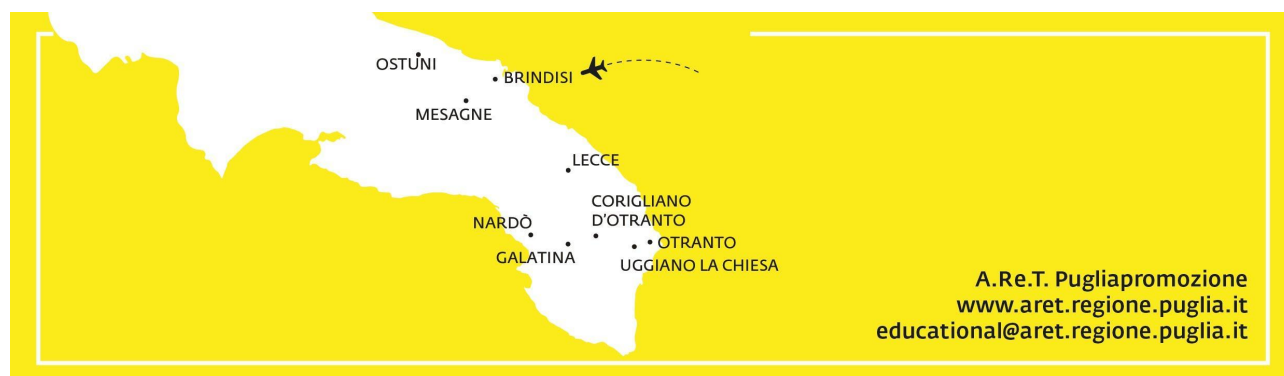 OSTUNI
BRINDISI
MESAGNE
LECCE
CORIGLIANO
D'OTRANTO
NARDÒ
OTRANTO
GALATINA
UGGIANO LA CHIESA
A.Re.T. Pugliapromozione
www.aret.regione.puglia.it
educational@aret.regione.puglia.it